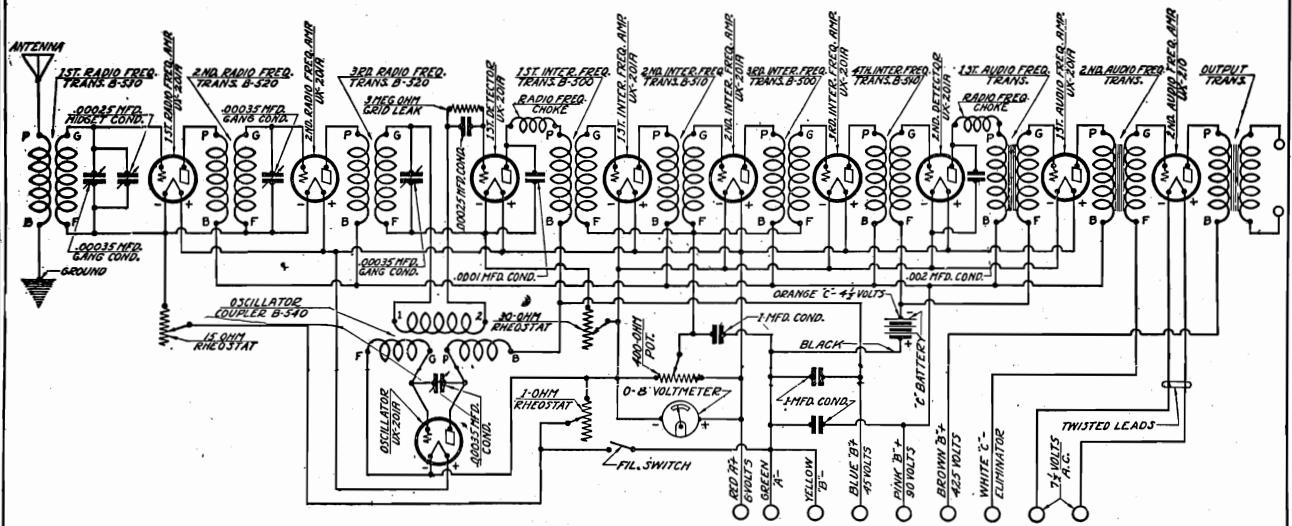 ANTENNA
1ST. RADIO FREQ.
TRANS. B-530
.00025 MFD.
MIDGET COND.
P
G
B
F
.00035 MFD.
GANG COND.
GROUND
1ST. RADIO FREQ. AMP.
UX-201A
-
+
2ND. RADIO FREQ.
TRANS. B-520
.00035 MFD.
GANG COND.
P
G
B
F
2ND. RADIO FREQ. AMP.
UX-201A
-
+
3RD. RADIO FREQ.
TRANS. B-520
P
G
B
F
3 MEG OHM
GRID LEAK
.00035 MFD.
GANG COND.
.00025 MFD. COND.
1ST. DETECTOR
UX-201A
-
+
RADIO FREQ.
CHOKE
.0001 MFD. COND.
1ST. INTER. FREQ.
TRANS. B-500
P
G
B
F
1ST. INTER. FREQ. AMP.
UX-201A
-
+
2ND. INTER. FREQ.
TRANS. B-510
P
G
B
F
2ND. INTER. FREQ. AMP.
UX-201A
-
+
3RD. INTER. FREQ.
TRANS. B-500
P
G
B
F
3RD. INTER. FREQ. AMP.
UX-201A
-
+
4TH. INTER. FREQ.
TRANS. B-510
P
G
B
F
2ND. DETECTOR
UX-201A
-
+
RADIO FREQ.
CHOKE
.002 MFD. COND.
1ST. AUDIO FREQ.
TRANS.
P
G
B
F
1ST. AUDIO FREQ. AMP.
UX-201A
-
+
2ND. AUDIO FREQ.
TRANS.
P
G
B
F
2ND. AUDIO FREQ. AMP.
UX-210
-
+
OUTPUT
TRANS.
P
B
15 OHM
RHEOSTAT
OSCILLATOR
COUPLER B-540
1
2
F
G
P
B
OSCILLATOR
UX-201A
-
+
.00035 MFD.
COND.
30-OHM
RHEOSTAT
1-OHM
RHEOSTAT
400-OHM
POT.
0-8 VOLTMETER
-
+
1-MFD. COND.
BLACK
ORANGE "C"- 4½ VOLTS
-
+
"C" BATTERY
1-MFD. COND.
FIL. SWITCH
TWISTED LEADS
RED "A+"
6 VOLTS
GREEN
"A-"
YELLOW
"B-"
BLUE "B+"
45 VOLTS
PINK "B"+
90 VOLTS
BROWN "B"+
425 VOLTS
WHITE "C"-
ELIMINATOR
7½ VOLTS
A.C.